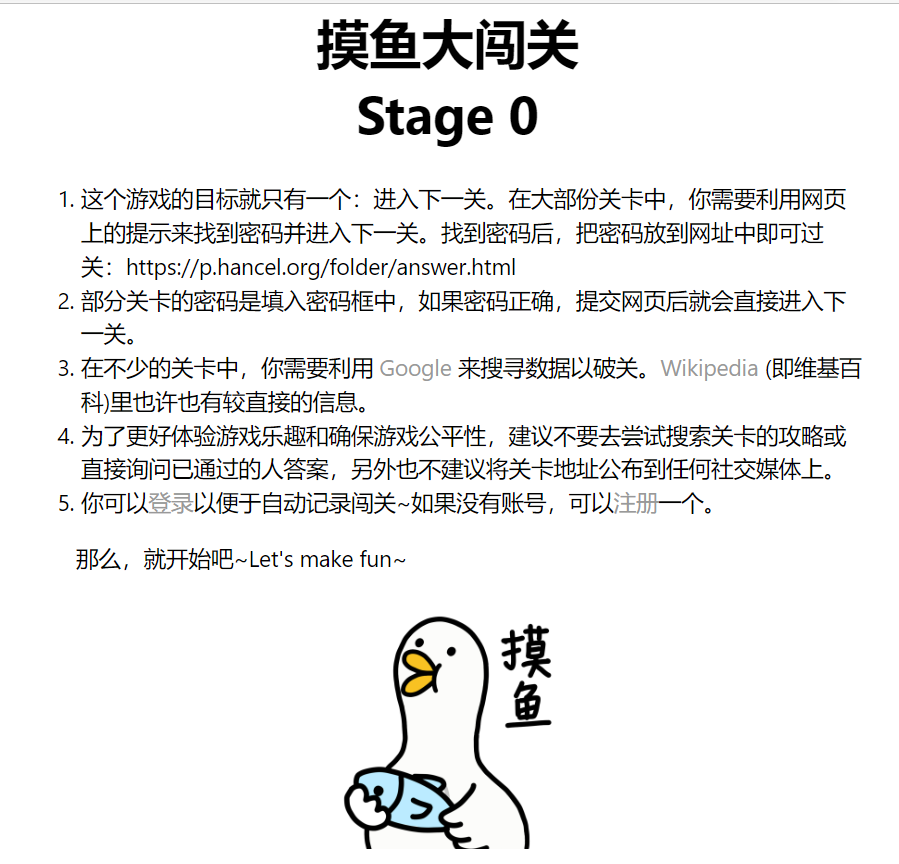 摸鱼大闯关
Stage 0
1. 这个游戏的目标就只有一个：进入下一关。在大部份关卡中，你需要利用网页
上的提示来找到密码并进入下一关。找到密码后，把密码放到网址中即可过
关：https://p.hancel.org/folder/answer.html
2. 部分关卡的密码是填入密码框中，如果密码正确，提交网页后就会直接进入下
一关。
3. 在不少的关卡中，你需要利用 Google 来搜寻数据以破关。Wikipedia (即维基百
科)里也许也有较直接的信息。
4. 为了更好体验游戏乐趣和确保游戏公平性，建议不要去尝试搜索关卡的攻略或
直接询问已通过的人答案，另外也不建议将关卡地址公布到任何社交媒体上。
5. 你可以登录以便于自动记录闯关~如果没有账号，可以注册一个。
那么，就开始吧~Let's make fun~
摸
鱼